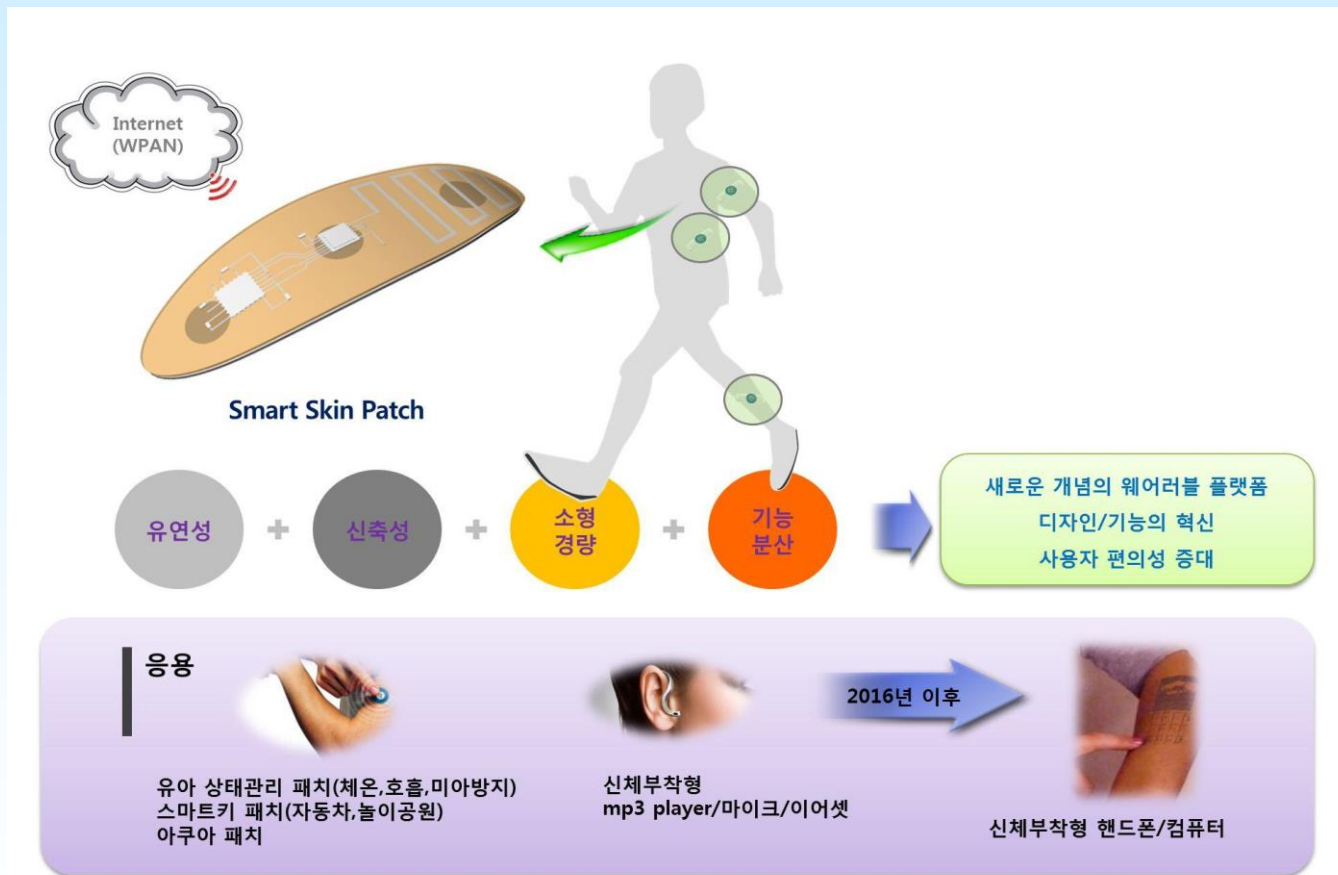 Internet
(WPAN)
Smart Skin Patch
유연성
+
신축성
+
소형
경량
+
기능
분산
새로운 개념의 웨어러블 플랫폼
디자인/기능의 혁신
사용자 편의성 증대
응용
유아 상태관리 패치(체온,호흡,미아방지)
스마트키 패치(자동차,놀이공원)
아쿠아 패치
신체부착형
mp3 player/마이크/이어셋
2016년 이후
신체부착형 핸드폰/컴퓨터